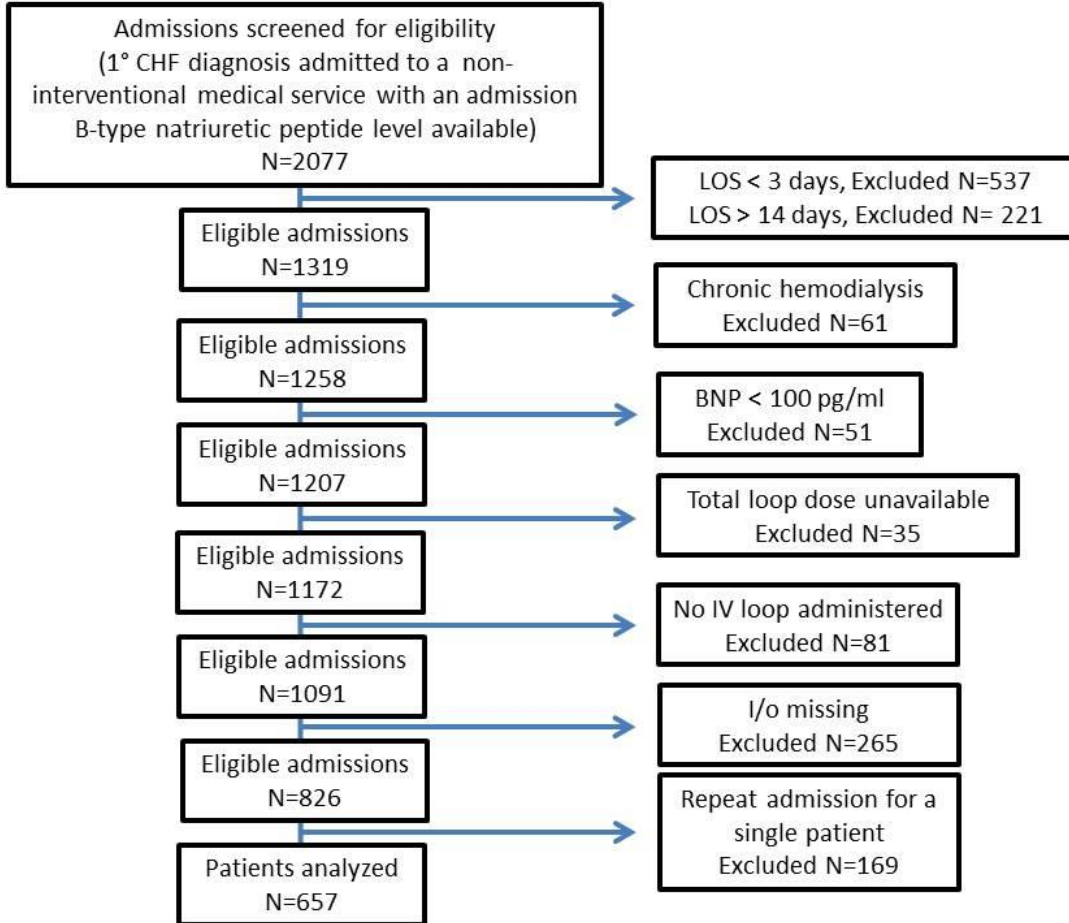 Admissions screened for eligibility
(1° CHF diagnosis admitted to a non-
interventional medical service with an admission
B-type natriuretic peptide level available)
N=2077
LOS < 3 days, Excluded N=537
LOS > 14 days, Excluded N= 221
Eligible admissions
N=1319
Chronic hemodialysis
Excluded N=61
Eligible admissions
N=1258
BNP < 100 pg/ml
Excluded N=51
Eligible admissions
N=1207
Total loop dose unavailable
Excluded N=35
Eligible admissions
N=1172
No IV loop administered
Excluded N=81
Eligible admissions
N=1091
I/o missing
Excluded N=265
Eligible admissions
N=826
Repeat admission for a
single patient
Excluded N=169
Patients analyzed
N=657